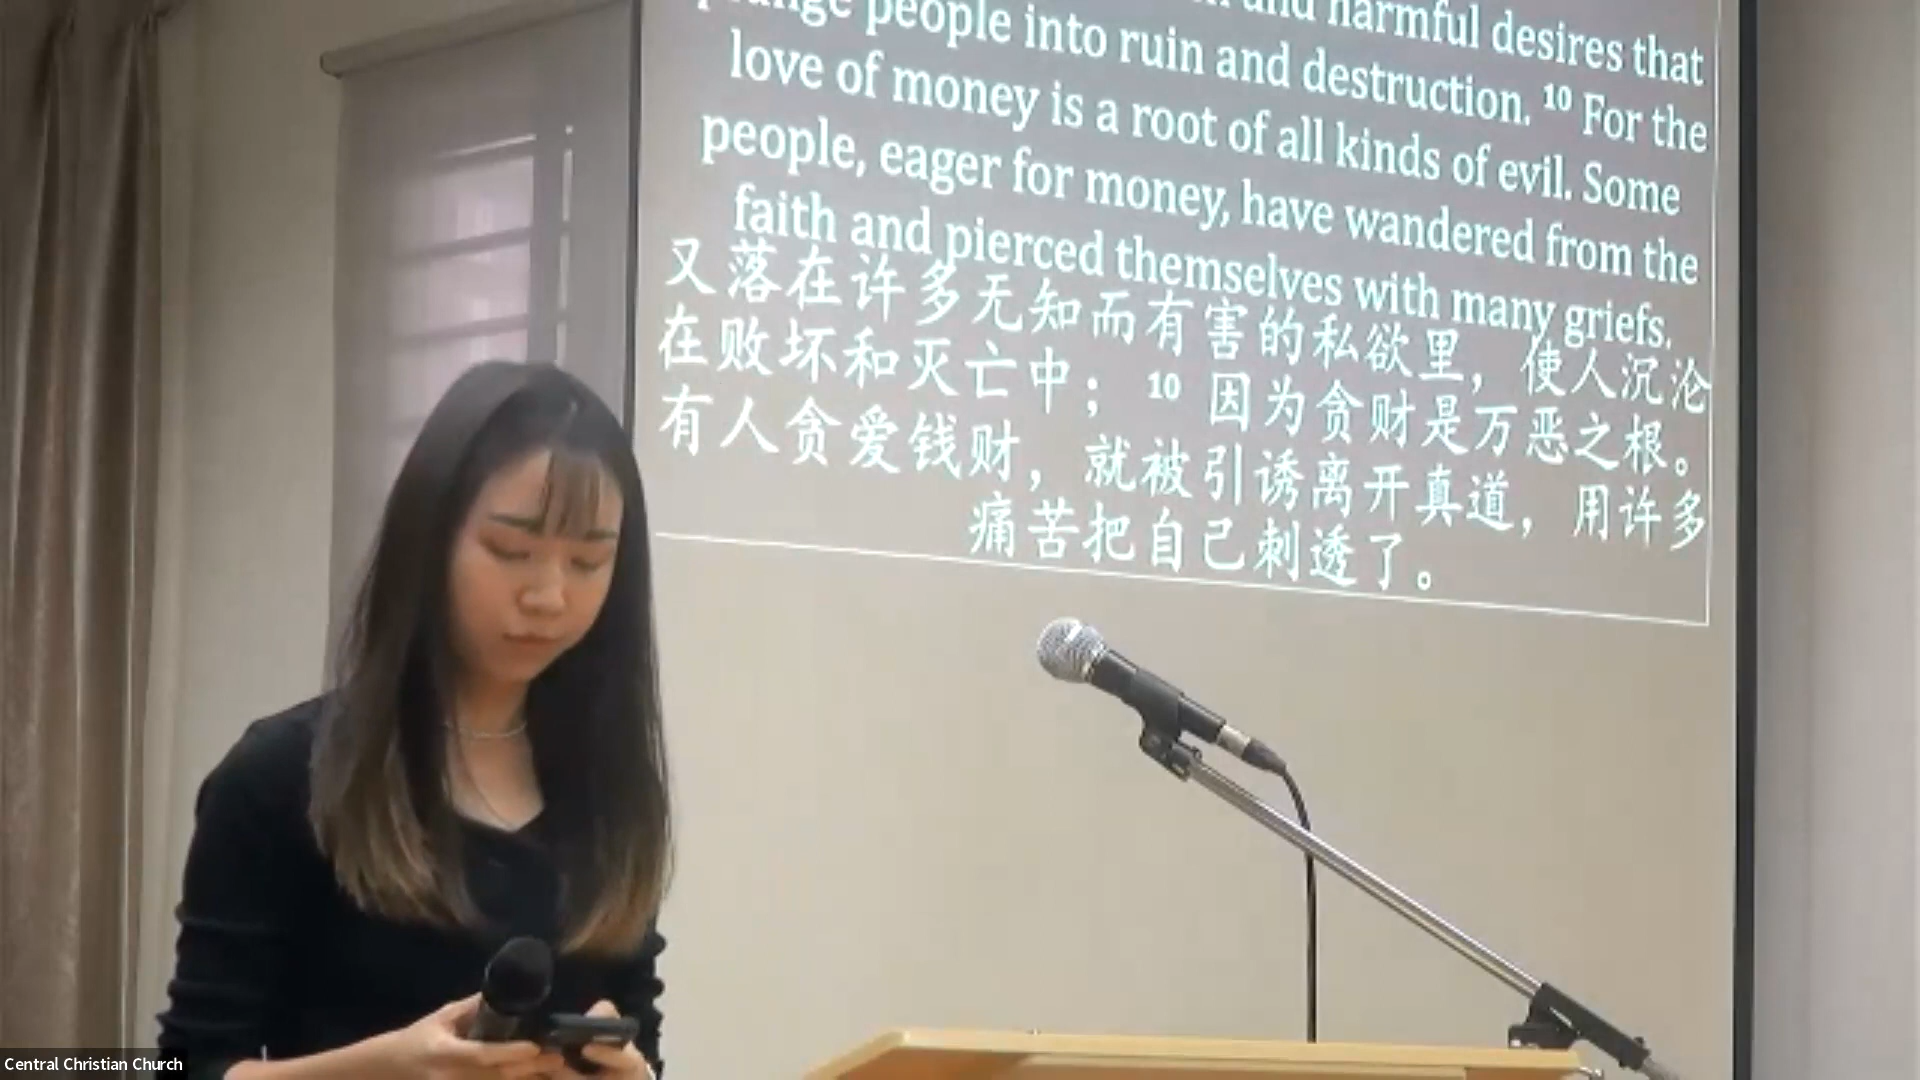 and harmful desires that
people into ruin and destruction. ¹⁰ For the
love of money is a root of all kinds of evil. Some
people, eager for money, have wandered from the
faith and pierced themselves with many griefs.
又落在许多无知而有害的私欲里，使人沉沦
在败坏和灭亡中；¹⁰ 因为贪财是万恶之根。
有人贪爱钱财，就被引诱离开真道，用许多
痛苦把自己刺透了。
Central Christian Church